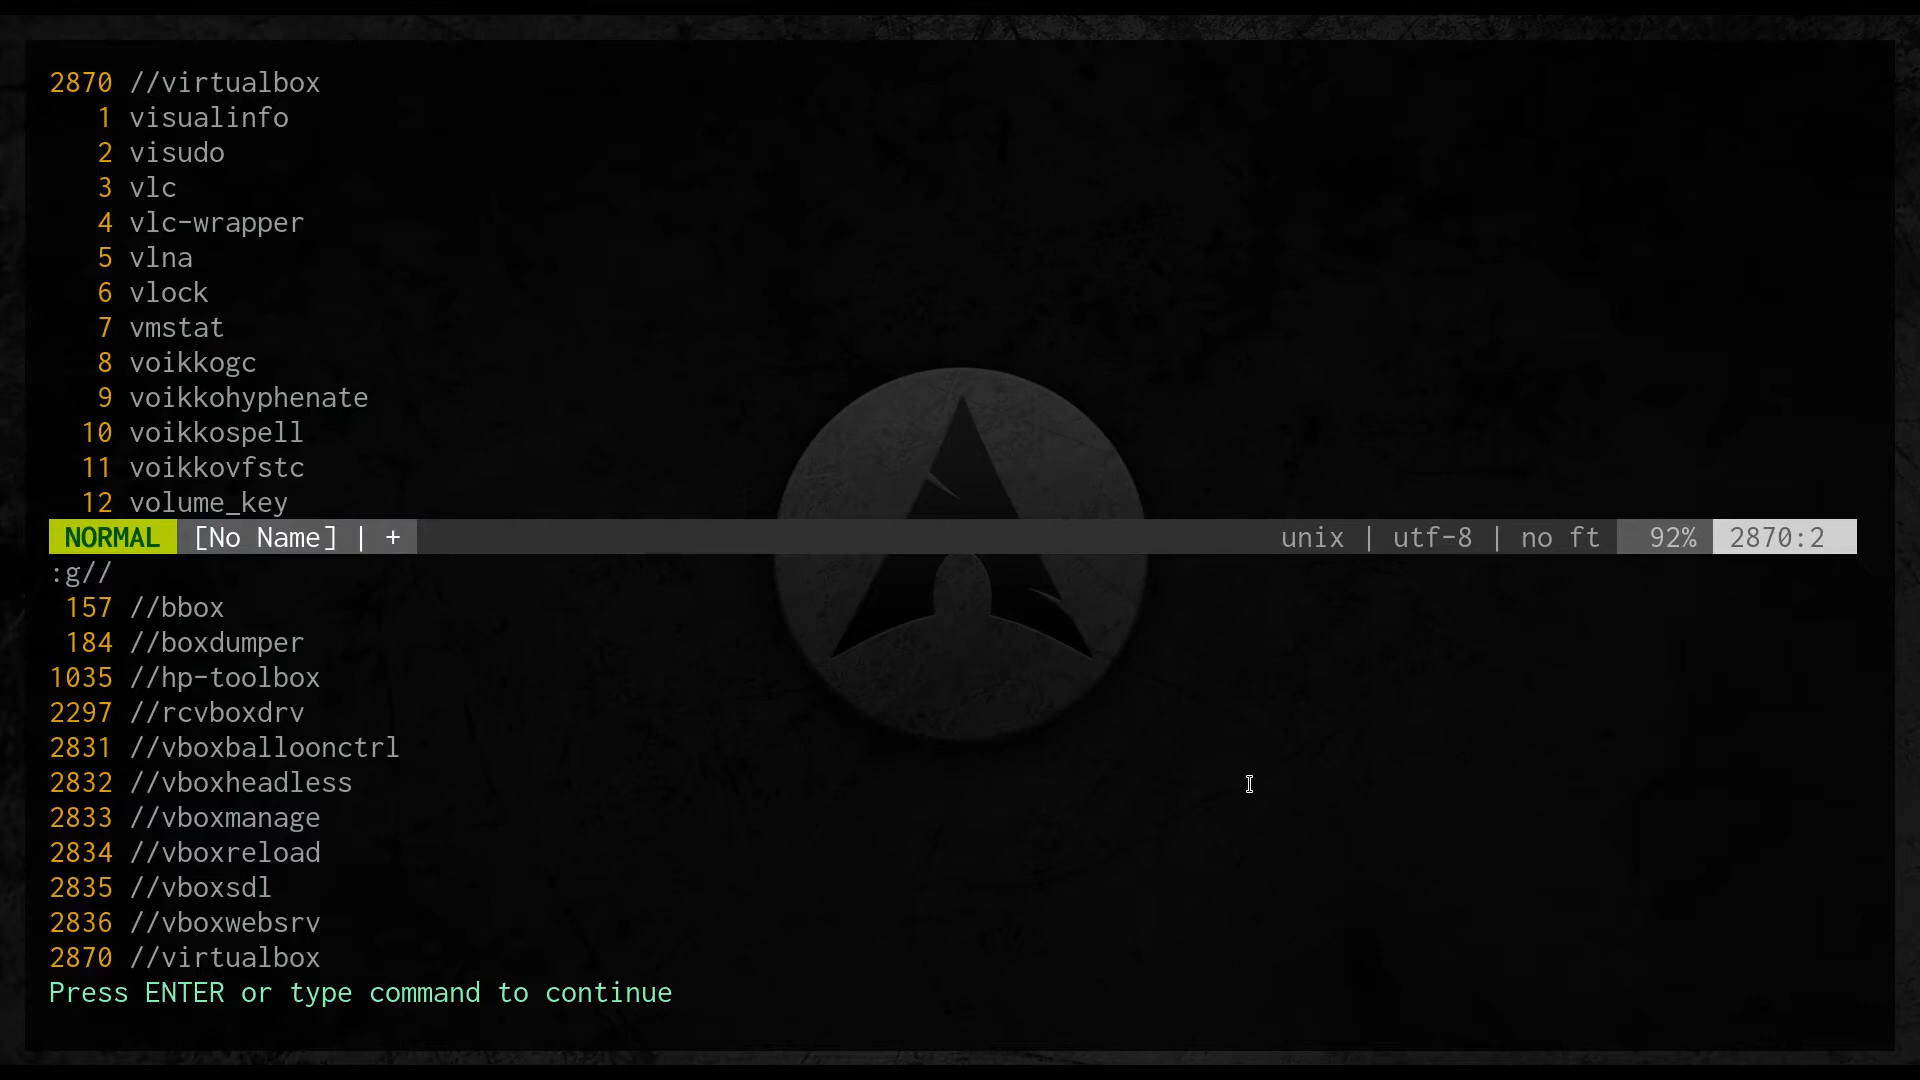 2870 //virtualbox
1 visualinfo
2 visudo
3 vlc
4 vlc-wrapper
5 vlna
6 vlock
7 vmstat
8 voikkogc
9 voikkohyphenate
10 voikkospell
11 voikkovfstc
12 volume_key
NORMAL [No Name] | + unix | utf-8 | no ft 92% 2870:2
:g//
157 //bbox
184 //boxdumper
1035 //hp-toolbox
2297 //rcvboxdrv
2831 //vboxballoonctrl
2832 //vboxheadless
2833 //vboxmanage
2834 //vboxreload
2835 //vboxsdl
2836 //vboxwebsrv
2870 //virtualbox
Press ENTER or type command to continue